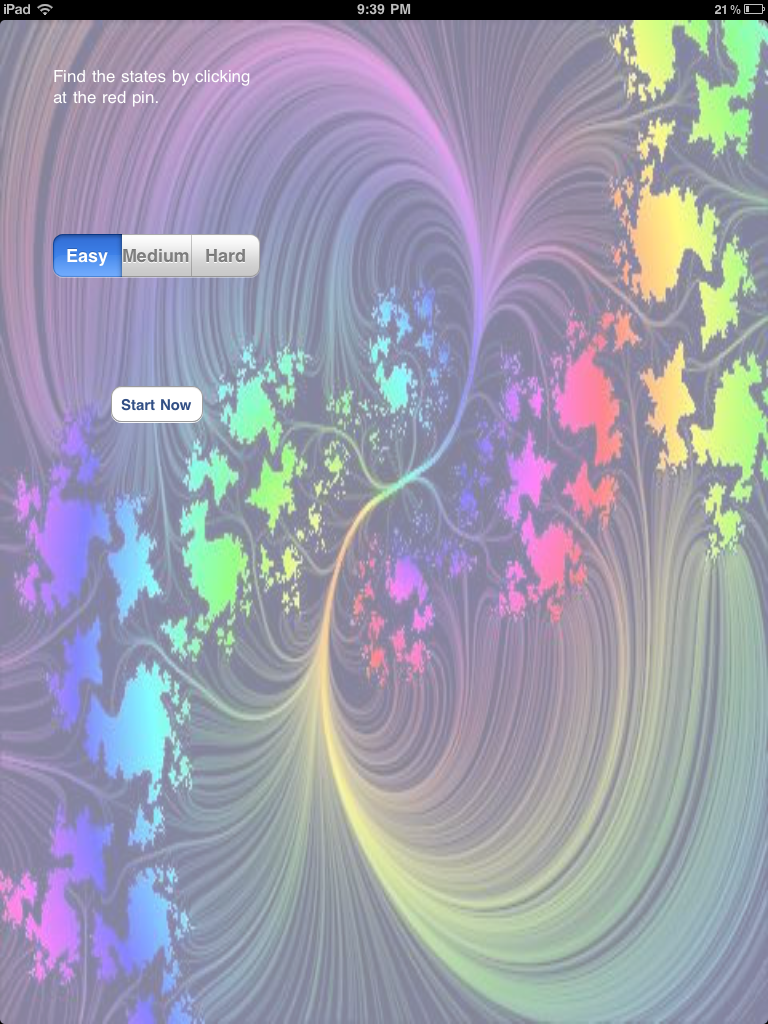 iPad 9:39 PM 21%
Find the states by clicking
at the red pin.
Easy Medium Hard
Start Now